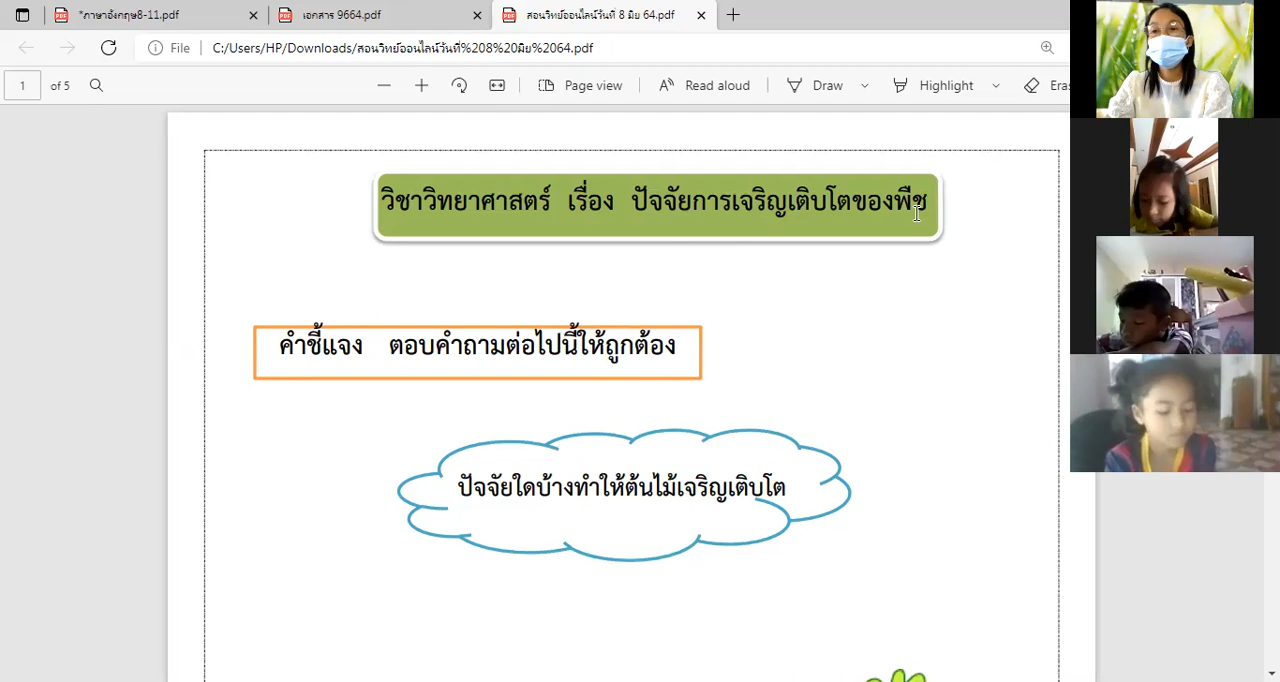 *ภาษาอังกฤษ8-11.pdf
เอกสาร 9664.pdf
สอนวิทย์ออนไลน์วันที่ 8 มิย 64.pdf
File C:/Users/HP/Downloads/สอนวิทย์ออนไลน์วันที่%208%20มิย%2064.pdf
1 of 5 Page view Read aloud Draw Highlight Eras
วิชาวิทยาศาสตร์ เรื่อง ปัจจัยการเจริญเติบโตของพืช
คำชี้แจง ตอบคำถามต่อไปนี้ให้ถูกต้อง
ปัจจัยใดบ้างทำให้ต้นไม้เจริญเติบโต